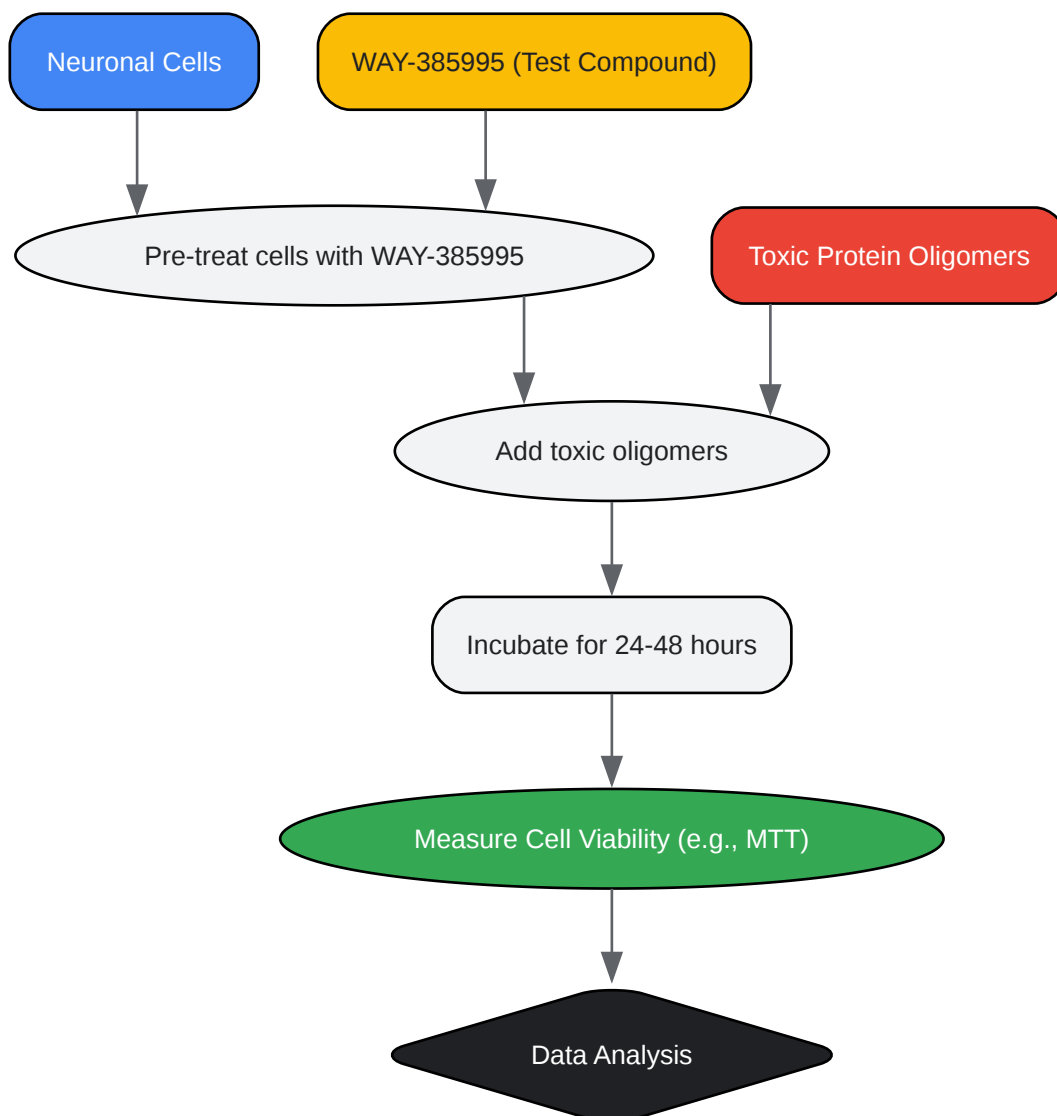 Neuronal Cells
WAY-385995 (Test Compound)
Pre-treat cells with WAY-385995
Toxic Protein Oligomers
Add toxic oligomers
Incubate for 24-48 hours
Measure Cell Viability (e.g., MTT)
Data Analysis